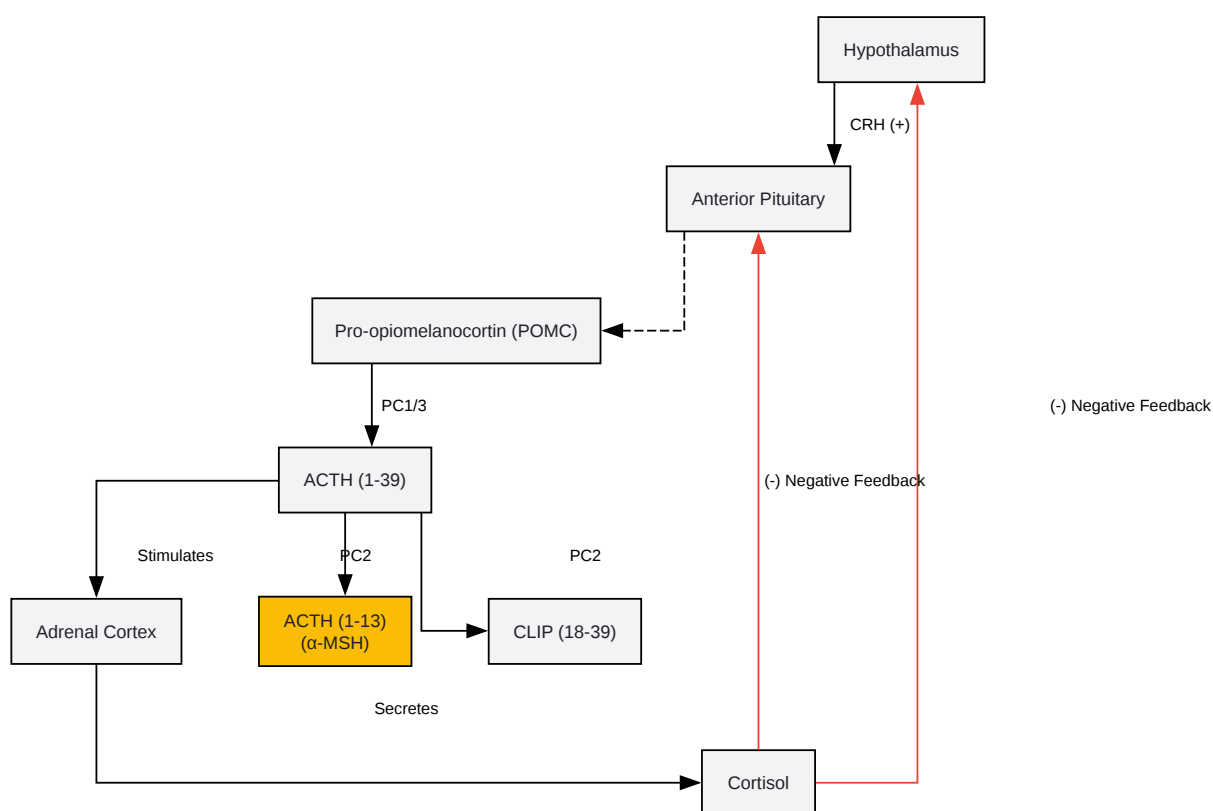 Hypothalamus
CRH (+)
Anterior Pituitary
Pro-opiomelanocortin (POMC)
PC1/3
(-) Negative Feedback
ACTH (1-39)
(-) Negative Feedback
Stimulates
PC2
PC2
Adrenal Cortex
ACTH (1-13)
(α-MSH)
CLIP (18-39)
Secretes
Cortisol